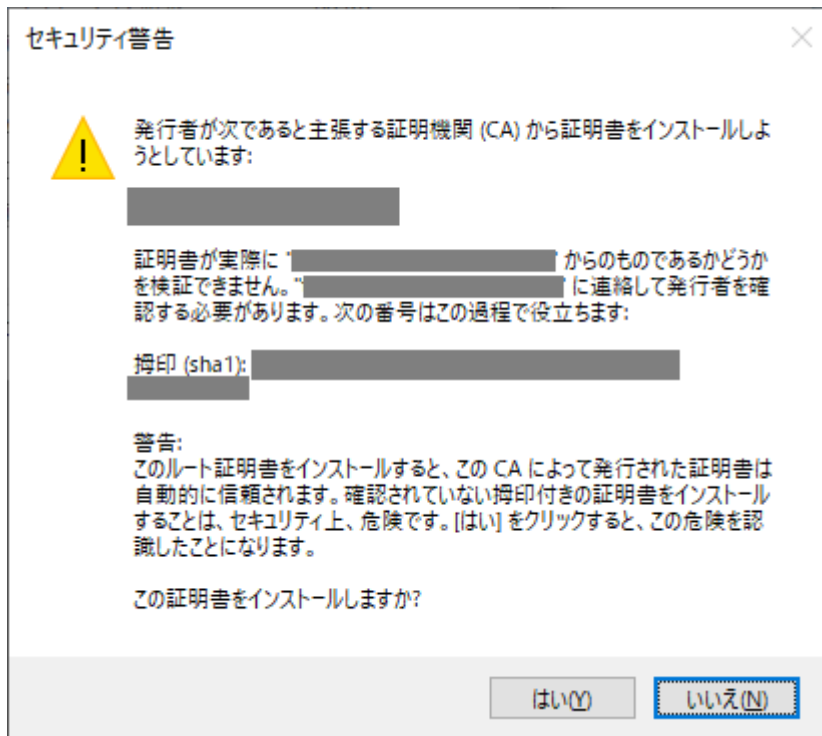 セキュリティ警告
発行者が次であると主張する証明機関 (CA) から証明書をインストールしよ
うとしています:
証明書が実際に "" からのものであるかどうか
を検証できません。"" に連絡して発行者を確
認する必要があります。次の番号はこの過程で役立ちます:
拇印 (sha1):
警告:
このルート証明書をインストールすると、この CA によって発行された証明書は
自動的に信頼されます。確認されていない拇印付きの証明書をインストール
することは、セキュリティ上、危険です。[はい] をクリックすると、この危険を認
識したことになります。
この証明書をインストールしますか?
はい(Y)
いいえ(N)